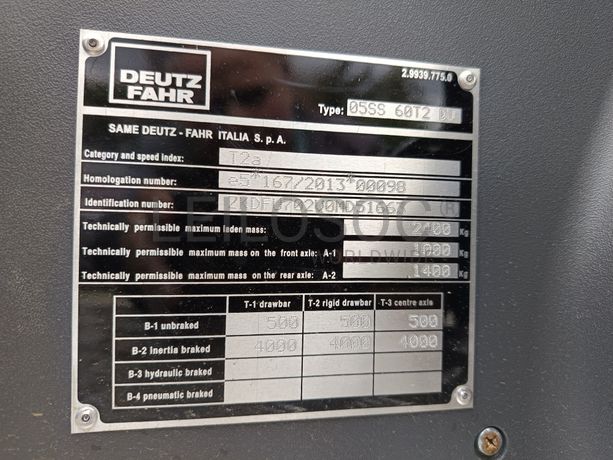 DEUTZ
FAHR
2.9939.775.0
Type: 05SS 60T2
SAME DEUTZ - FAHR ITALIA S. p. A.
Category and speed index: T2a
Homologation number: e5*167/2013*00098
Identification number:
Technically permissible maximum laden mass: 2400 Kg
Technically permissible maximum mass on the front axle: A-1 1000 Kg
Technically permissible maximum mass on the rear axle: A-2 1400 Kg
T-1 drawbar T-2 rigid drawbar T-3 centre axle
B-1 unbraked 500 500 500
B-2 inertia braked 4000 4000 4000
B-3 hydraulic braked
B-4 pneumatic braked
LEILOSOC
WORLDWIDE